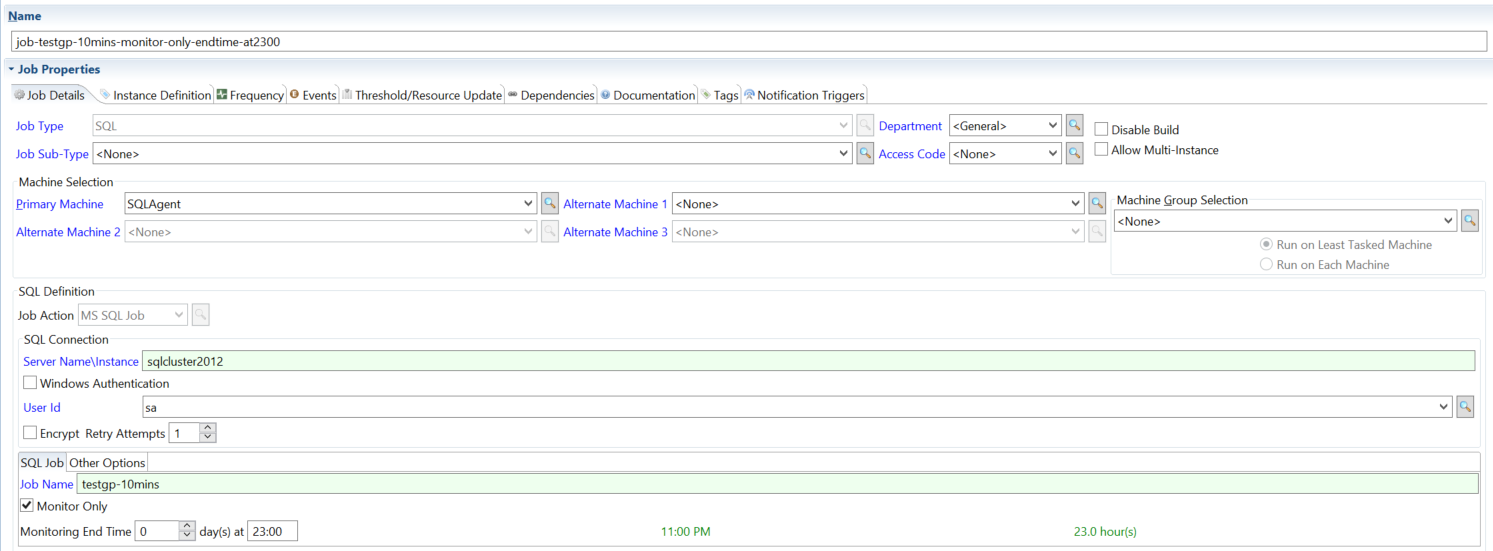 Name
job-testgp-10mins-monitor-only-endtime-at2300
Job Properties
Job Details Instance Definition Frequency Events Threshold/Resource Update Dependencies Documentation Tags Notification Triggers
Job Type SQL Department <General> Disable Build
Job Sub-Type <None> Access Code <None> Allow Multi-Instance
Machine Selection
Primary Machine SQLAgent Alternate Machine 1 <None> Machine Group Selection
<None>
Alternate Machine 2 <None> Alternate Machine 3 <None>
Run on Least Tasked Machine
Run on Each Machine
SQL Definition
Job Action MS SQL Job
SQL Connection
Server Name\Instance sqlcluster2012
Windows Authentication
User Id sa
Encrypt Retry Attempts 1
SQL Job Other Options
Job Name testgp-10mins
Monitor Only
Monitoring End Time 0 day(s) at 23:00 11:00 PM 23.0 hour(s)